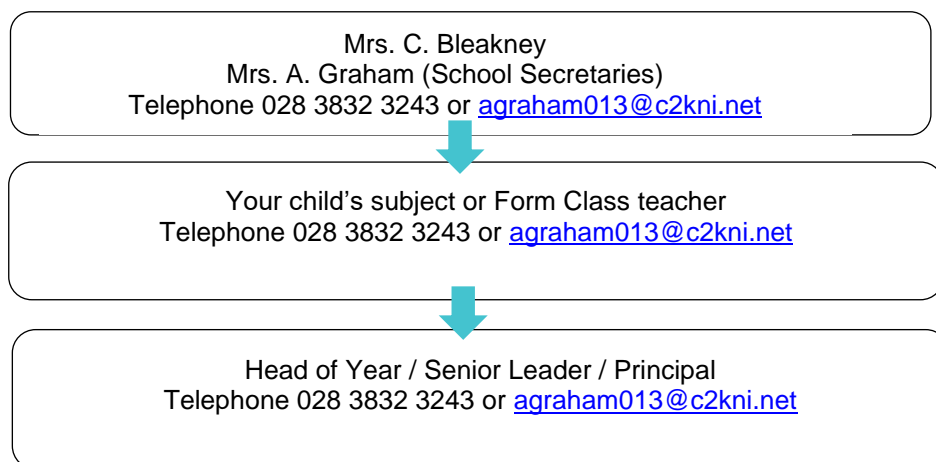 Mrs. C. Bleakney
Mrs. A. Graham (School Secretaries)
Telephone 028 3832 3243 or agraham013@c2kni.net
Your child’s subject or Form Class teacher
Telephone 028 3832 3243 or agraham013@c2kni.net
Head of Year / Senior Leader / Principal
Telephone 028 3832 3243 or agraham013@c2kni.net